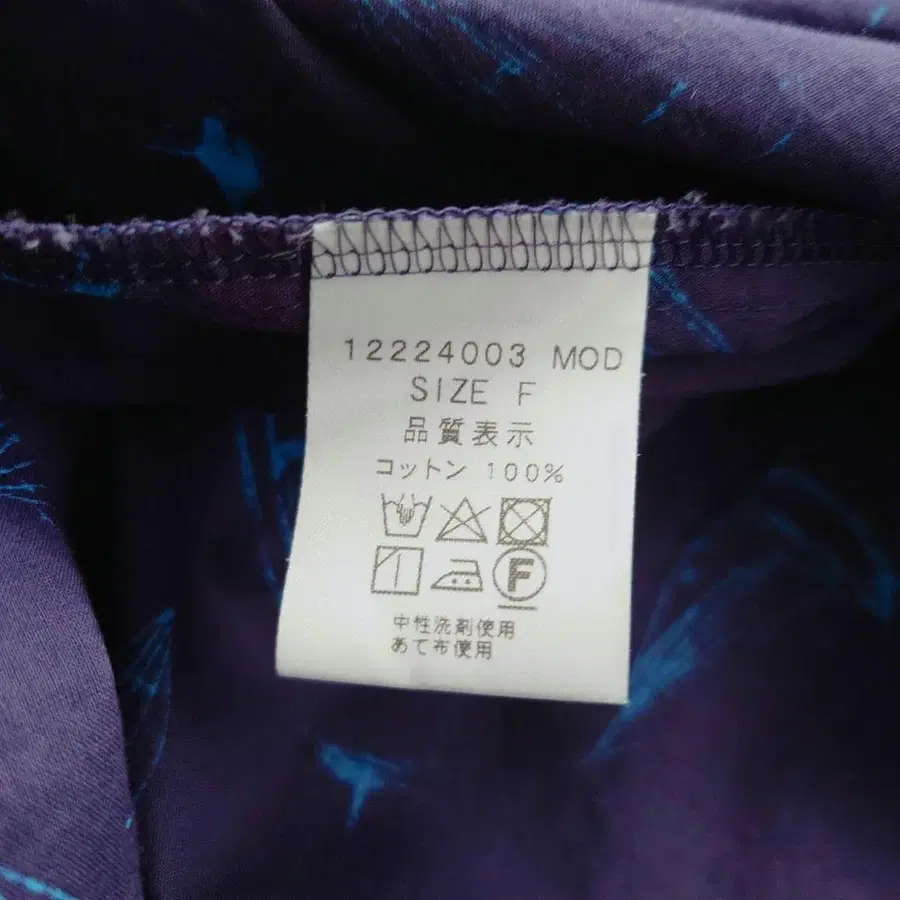 12224003 MOD
SIZE F
品質表示
コットン 100%
F
中性洗剤使用
あて布使用